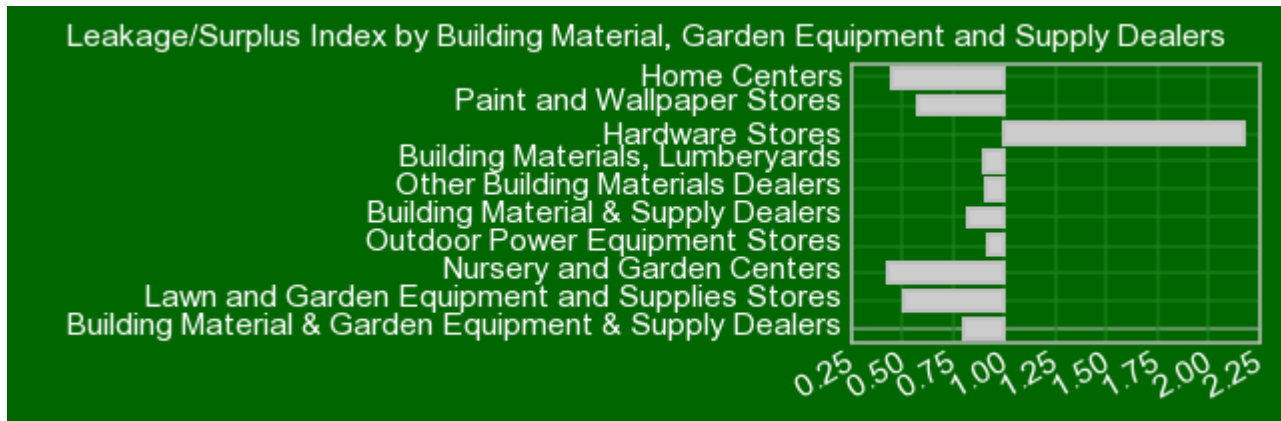 Leakage/Surplus Index by Building Material, Garden Equipment and Supply Dealers
Home Centers
Paint and Wallpaper Stores
Hardware Stores
Building Materials, Lumberyards
Other Building Materials Dealers
Building Material & Supply Dealers
Outdoor Power Equipment Stores
Nursery and Garden Centers
Lawn and Garden Equipment and Supplies Stores
Building Material & Garden Equipment & Supply Dealers
0.25 0.50 0.75 1.00 1.25 1.50 1.75 2.00 2.25